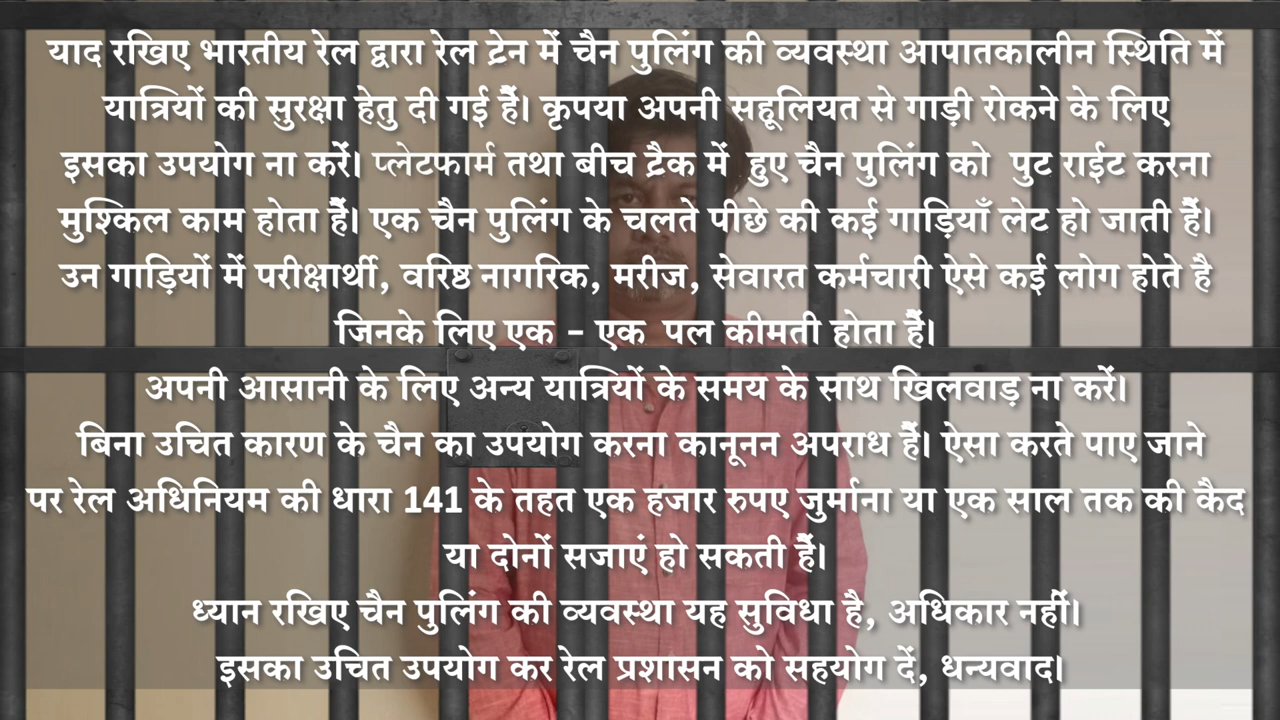 याद रखिए भारतीय रेल द्वारा रेल ट्रेन में चैन पुलिंग की व्यवस्था आपातकालीन स्थिति में
यात्रियों की सुरक्षा हेतु दी गई हैं। कृपया अपनी सहूलियत से गाड़ी रोकने के लिए
इसका उपयोग ना करें। प्लेटफार्म तथा बीच ट्रैक में हुए चैन पुलिंग को पुट राईट करना
मुश्किल काम होता हैं। एक चैन पुलिंग के चलते पीछे की कई गाड़ियाँ लेट हो जाती हैं।
उन गाड़ियों में परीक्षार्थी, वरिष्ठ नागरिक, मरीज, सेवारत कर्मचारी ऐसे कई लोग होते है
जिनके लिए एक – एक पल कीमती होता हैं।
अपनी आसानी के लिए अन्य यात्रियों के समय के साथ खिलवाड़ ना करें।
बिना उचित कारण के चैन का उपयोग करना कानूनन अपराध हैं। ऐसा करते पाए जाने
पर रेल अधिनियम की धारा 141 के तहत एक हजार रुपए जुर्माना या एक साल तक की कैद
या दोनों सजाएं हो सकती हैं।
ध्यान रखिए चैन पुलिंग की व्यवस्था यह सुविधा है, अधिकार नहीं।
इसका उचित उपयोग कर रेल प्रशासन को सहयोग दें, धन्यवाद।